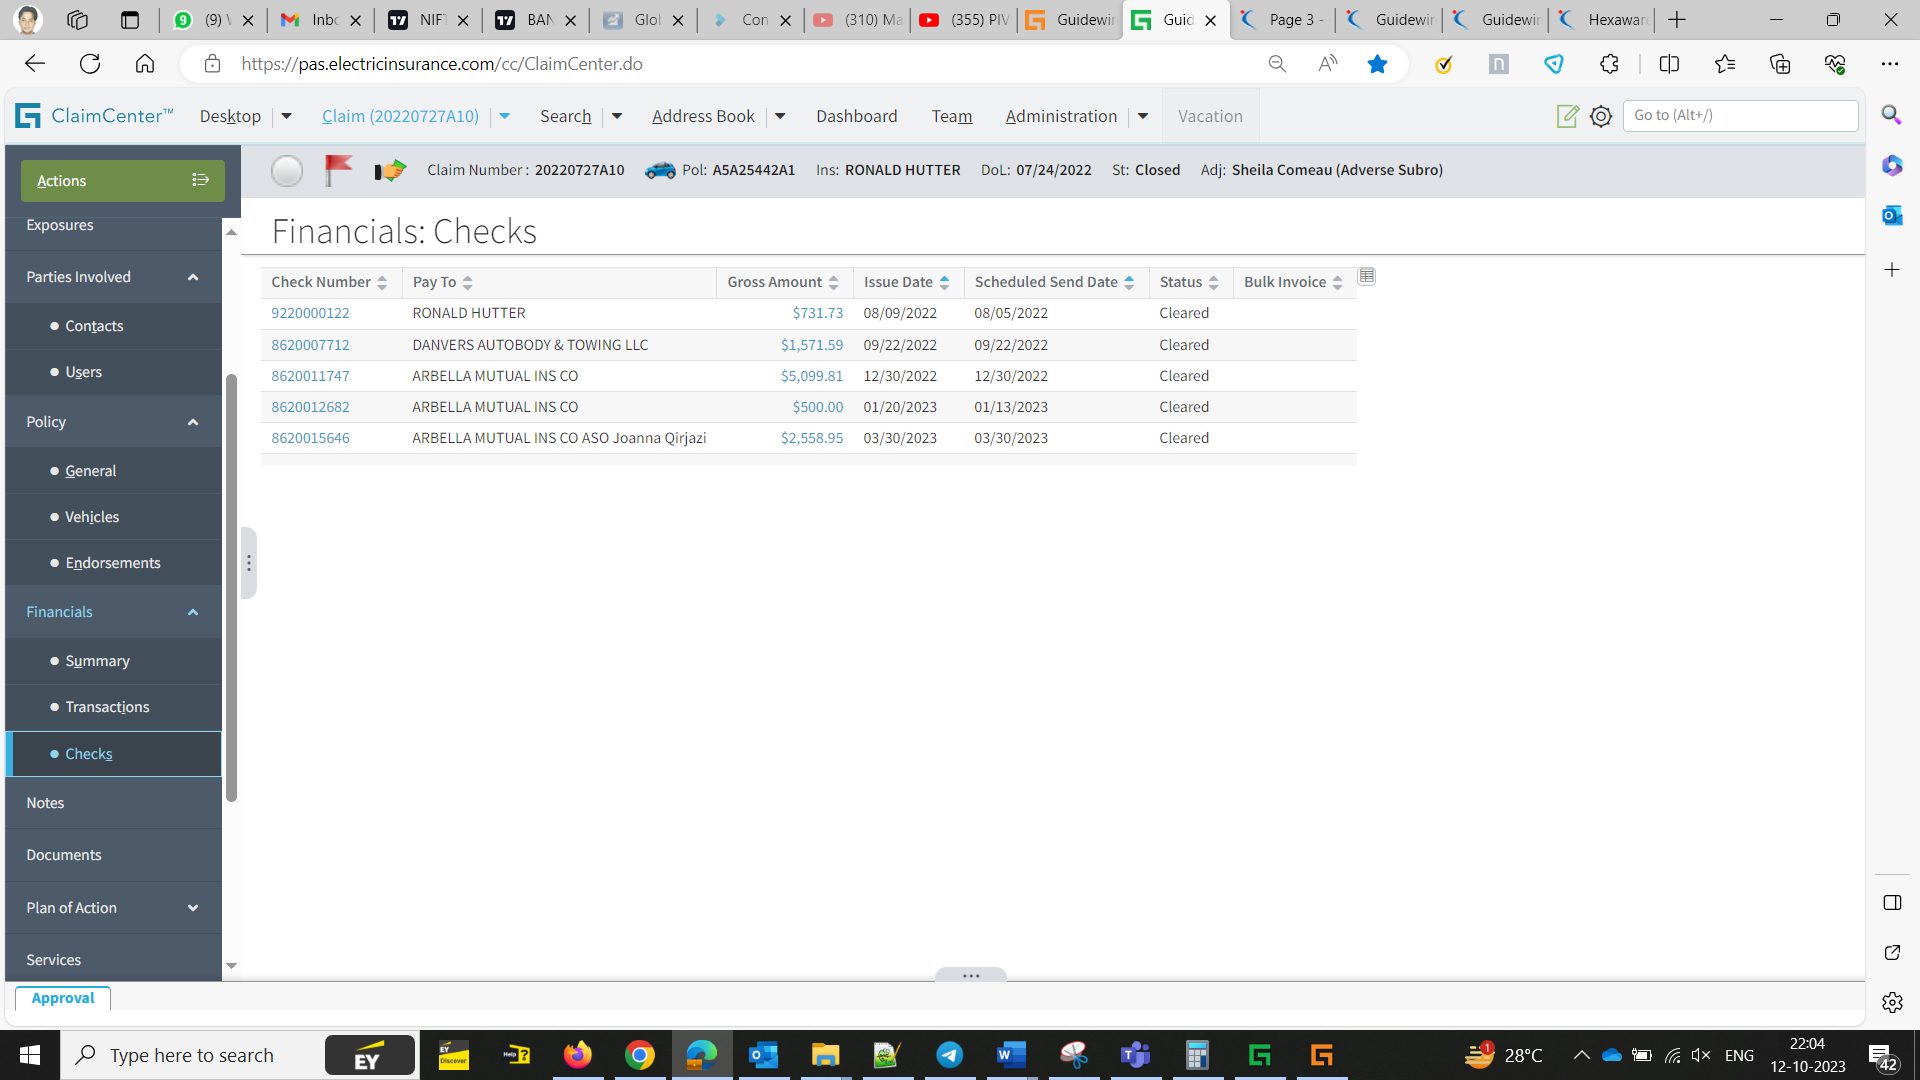 (9) \ Inbo NIF BAN Glol Con (310) Ma (355) PIV Guidewir Guid Page 3 - Guidewir Guidewir Hexawar
https://pas.electricinsurance.com/cc/ClaimCenter.do
ClaimCenter™ Desktop Claim (20220727A10) Search Address Book Dashboard Team Administration Vacation Go to (Alt+/)
Actions
Claim Number : 20220727A10 Pol: A5A25442A1 Ins: RONALD HUTTER DoL: 07/24/2022 St: Closed Adj: Sheila Comeau (Adverse Subro)
Exposures
Parties Involved
Contacts
Users
Policy
General
Vehicles
Endorsements
Financials
Summary
Transactions
Checks
Notes
Documents
Plan of Action
Services
Financials: Checks
Check Number Pay To Gross Amount Issue Date Scheduled Send Date Status Bulk Invoice
9220000122 RONALD HUTTER $731.73 08/09/2022 08/05/2022 Cleared
8620007712 DANVERS AUTOBODY & TOWING LLC $1,571.59 09/22/2022 09/22/2022 Cleared
8620011747 ARBELLA MUTUAL INS CO $5,099.81 12/30/2022 12/30/2022 Cleared
8620012682 ARBELLA MUTUAL INS CO $500.00 01/20/2023 01/13/2023 Cleared
8620015646 ARBELLA MUTUAL INS CO ASO Joanna Qirjazi $2,558.95 03/30/2023 03/30/2023 Cleared
Approval
Type here to search EY EY Discover Help ? 1 28°C ENG 22:04
12-10-2023 42